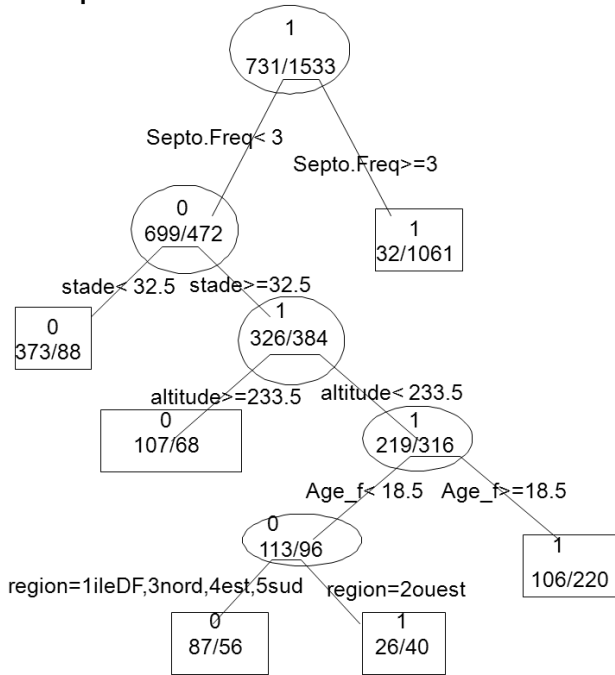 1
731/1533
Septo.Freq< 3
Septo.Freq>=3
0
699/472
1
32/1061
stade< 32.5
stade>=32.5
0
373/88
1
326/384
altitude>=233.5
altitude< 233.5
0
107/68
1
219/316
Age_f< 18.5
Age_f>=18.5
0
113/96
1
106/220
region=1ileDF,3nord,4est,5sud
region=2ouest
0
87/56
1
26/40